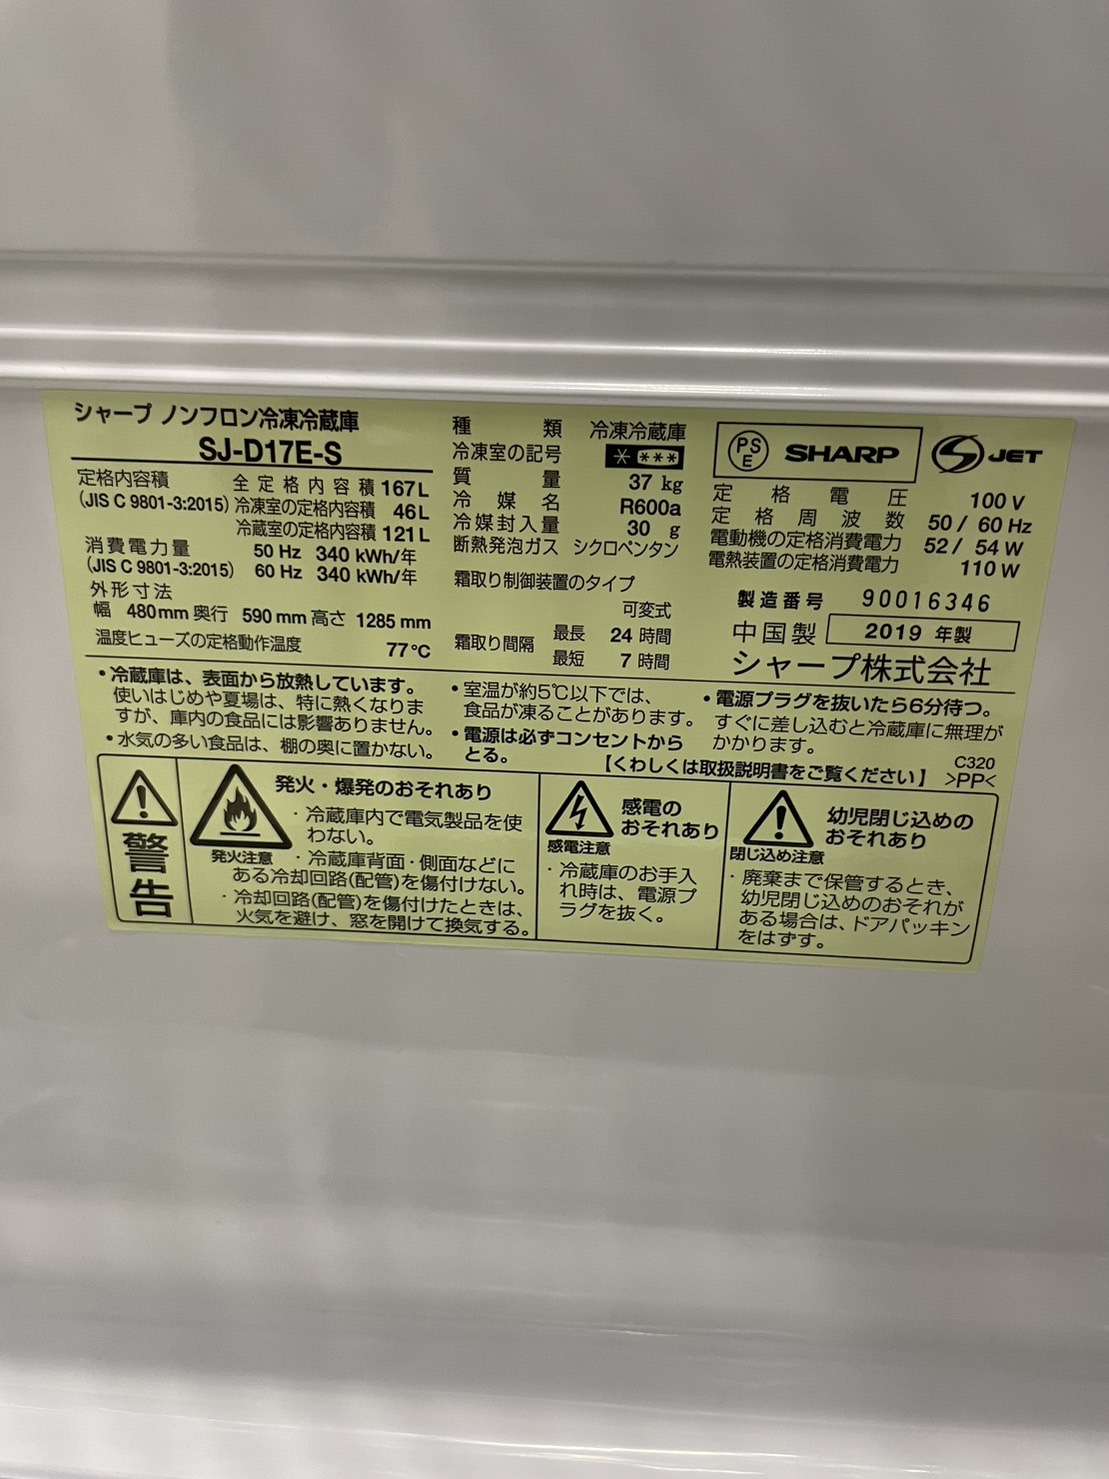 シャープ ノンフロン冷凍冷蔵庫
SJ-D17E-S
定格内容積
(JIS C 9801-3:2015)
全定格内容積 167L
冷凍室の定格内容積 46L
冷蔵室の定格内容積 121L
消費電力量
(JIS C 9801-3:2015)
50 Hz 340 kWh/年
60 Hz 340 kWh/年
外形寸法
幅 480mm 奥行 590mm 高さ 1285mm
温度ヒューズの定格動作温度 77℃
種類 冷凍冷蔵庫
冷凍室の記号 * ***
質量 37 kg
冷媒名 R600a
冷媒封入量 30 g
断熱発泡ガス シクロペンタン
霜取り制御装置のタイプ
可変式
霜取り間隔
最長 24 時間
最短 7 時間
PSE SHARP
S JET
定格電圧 100 V
定格周波数 50 / 60 Hz
電動機の定格消費電力 52 / 54 W
電熱装置の定格消費電力 110 W
製造番号 90016346
中国製 2019 年製
シャープ株式会社
・冷蔵庫は、表面から放熱しています。
使いはじめや夏場は、特に熱くなりま
すが、庫内の食品には影響ありません。
・水気の多い食品は、棚の奥に置かない。
・室温が約5℃以下では、
食品が凍ることがあります。
・電源は必ずコンセントから
とる。
・電源プラグを抜いたら6分待つ。
すぐに差し込むと冷蔵庫に無理が
かかります。
【くわしくは取扱説明書をご覧ください】
C320
>PP<
警告
発火・爆発のおそれあり
発火注意
・冷蔵庫内で電気製品を使
わない。
・冷蔵庫背面・側面などに
ある冷却回路(配管)を傷付けない。
・冷却回路(配管)を傷付けたときは、
火気を避け、窓を開けて換気する。
感電の
おそれあり
感電注意
・冷蔵庫のお手入
れ時は、電源プ
ラグを抜く。
幼児閉じ込めの
おそれあり
閉じ込め注意
・廃棄まで保管するとき、
幼児閉じ込めのおそれが
ある場合は、ドアパッキン
をはずす。